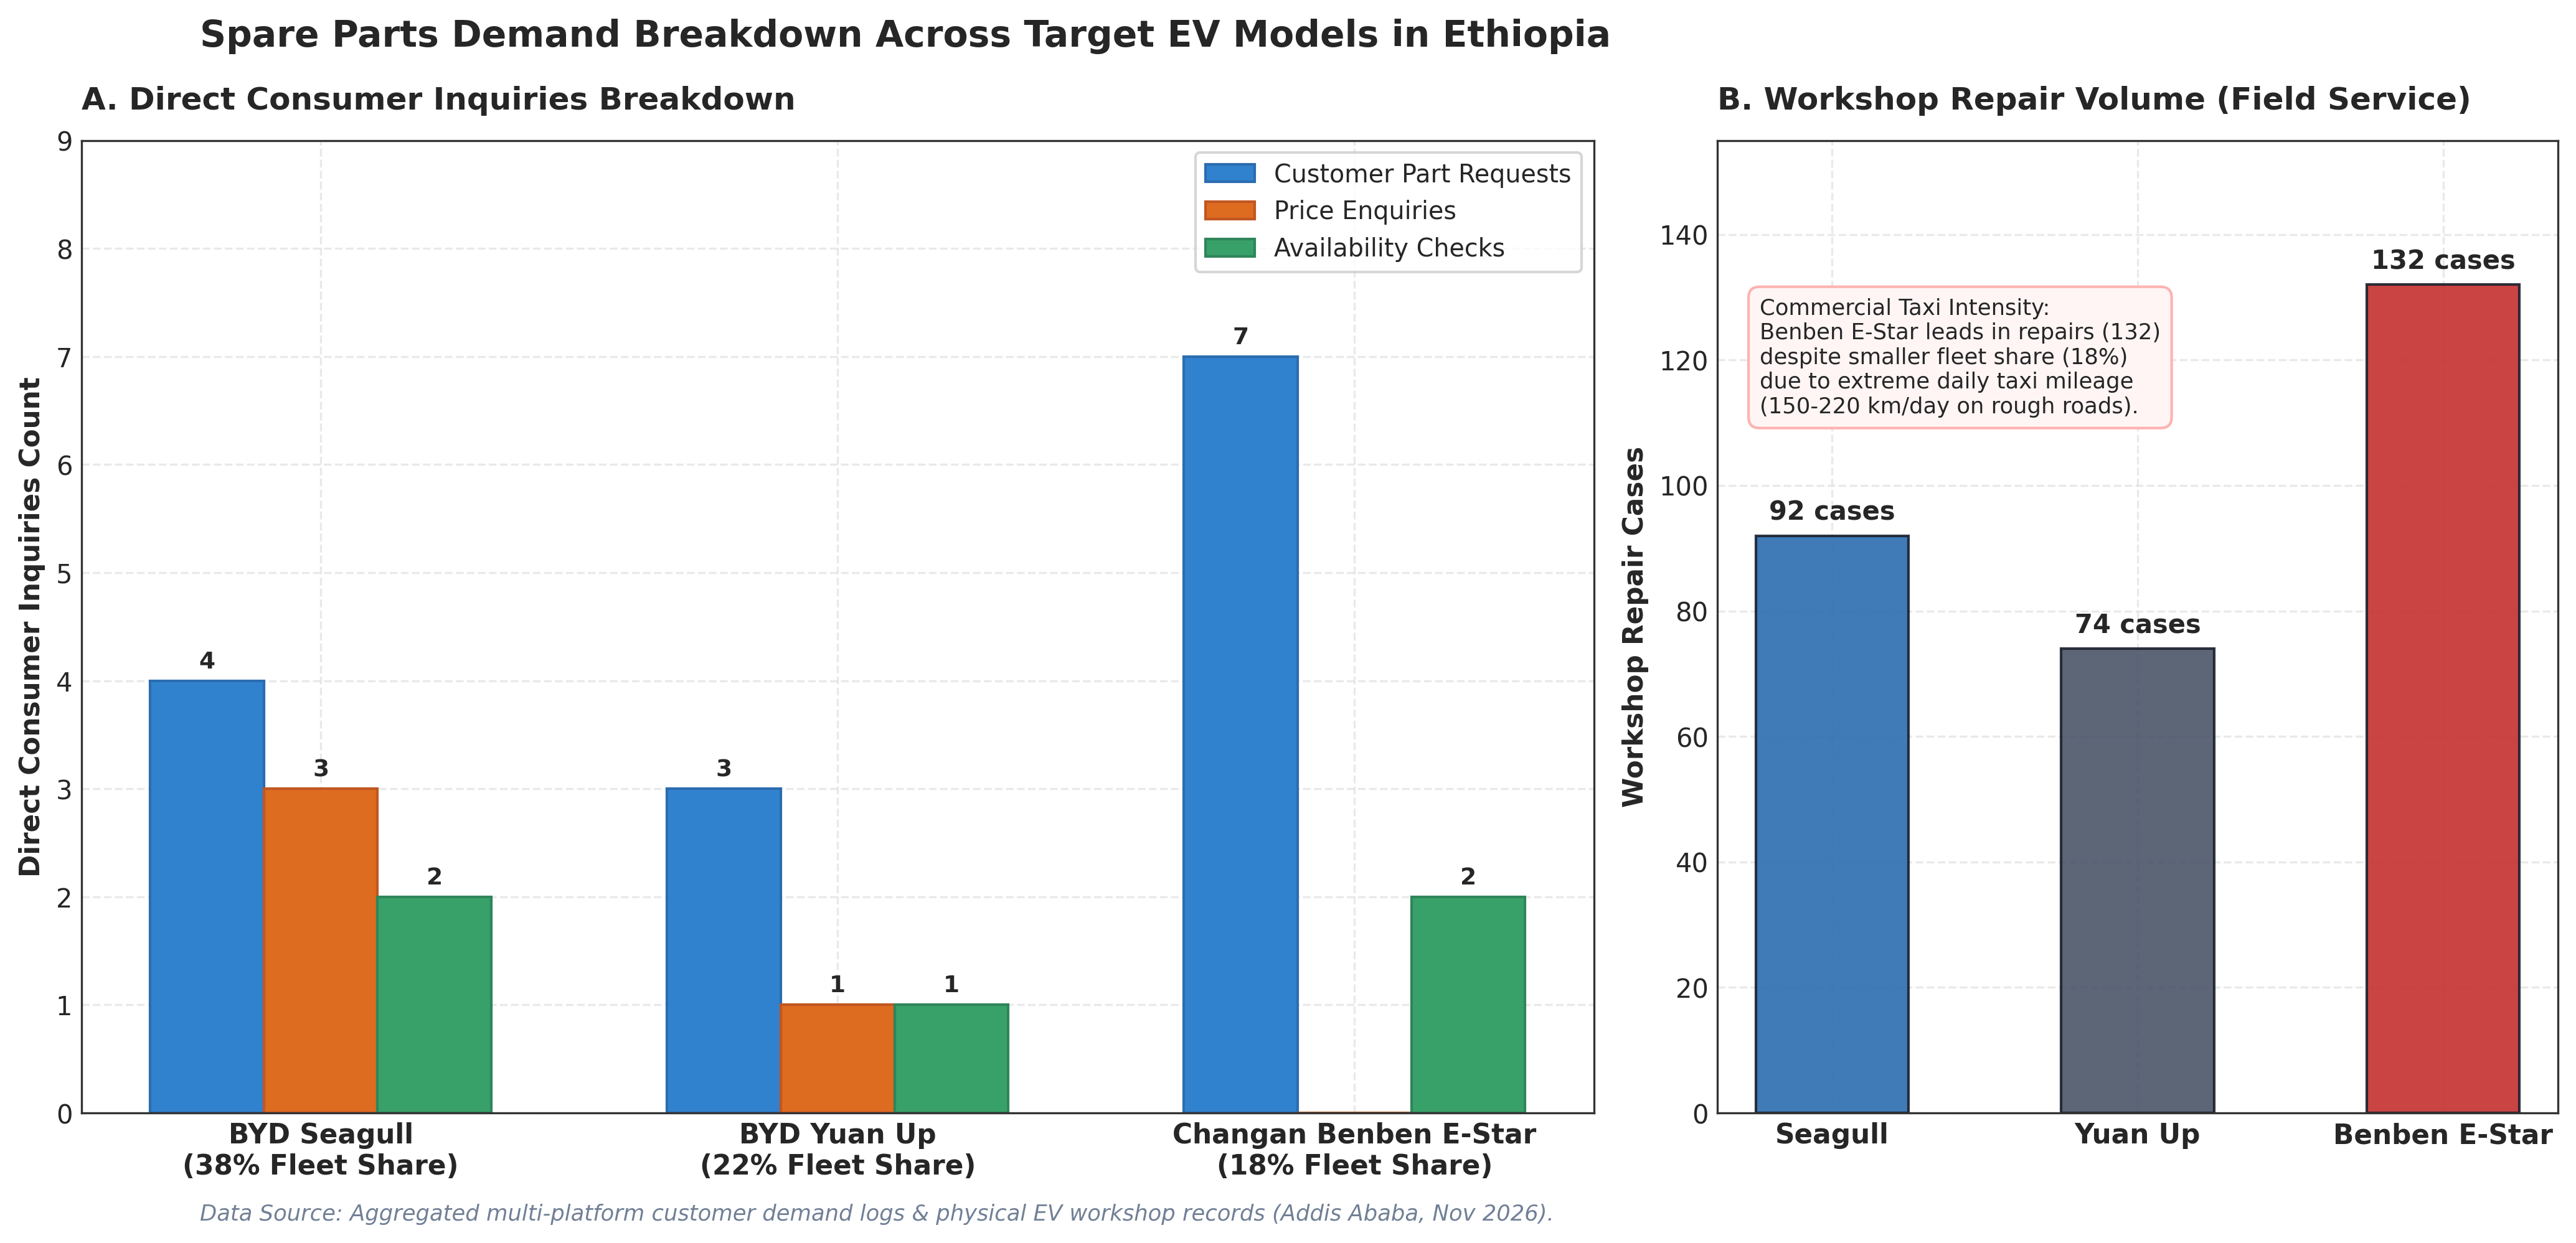 Spare Parts Demand Breakdown Across Target EV Models in Ethiopia
A. Direct Consumer Inquiries Breakdown
Direct Consumer Inquiries Count
9
8
7
6
5
4
3
2
1
0
Customer Part Requests
Price Enquiries
Availability Checks
4
3
2
3
1
1
7
2
BYD Seagull
(38% Fleet Share)
BYD Yuan Up
(22% Fleet Share)
Changan Benben E-Star
(18% Fleet Share)
B. Workshop Repair Volume (Field Service)
Workshop Repair Cases
140
120
100
80
60
40
20
0
Commercial Taxi Intensity:
Benben E-Star leads in repairs (132)
despite smaller fleet share (18%)
due to extreme daily taxi mileage
(150-220 km/day on rough roads).
92 cases
74 cases
132 cases
Seagull
Yuan Up
Benben E-Star
Data Source: Aggregated multi-platform customer demand logs & physical EV workshop records (Addis Ababa, Nov 2026).